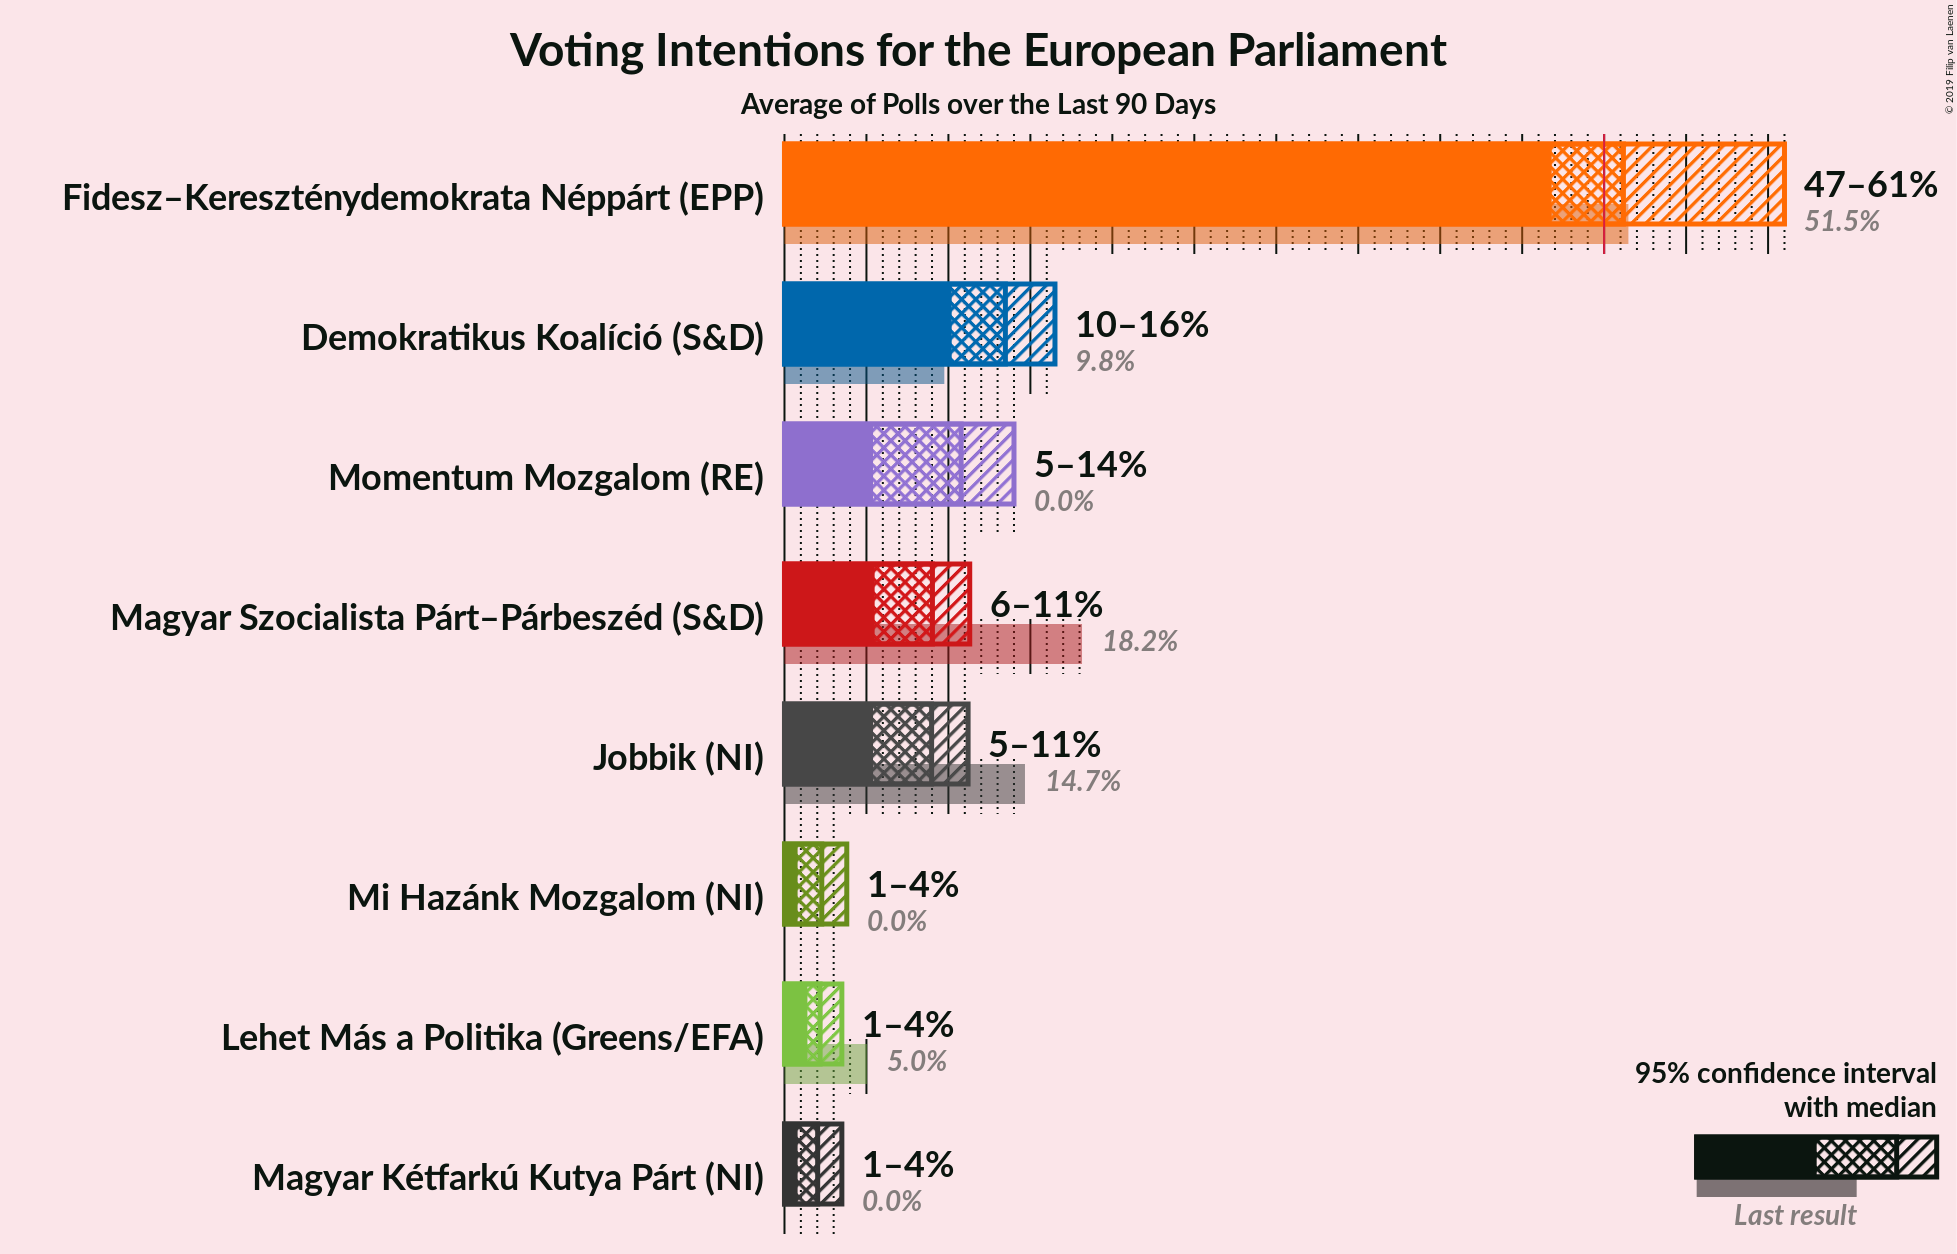 Voting Intentions for the European Parliament
Average of Polls over the Last 90 Days
© 2019 Filip van Laenen
Fidesz–Kereszténydemokrata Néppárt (EPP)
47–61%
51.5%
Demokratikus Koalíció (S&D)
10–16%
9.8%
Momentum Mozgalom (RE)
5–14%
0.0%
Magyar Szocialista Párt–Párbeszéd (S&D)
6–11%
18.2%
Jobbik (NI)
5–11%
14.7%
Mi Hazánk Mozgalom (NI)
1–4%
0.0%
Lehet Más a Politika (Greens/EFA)
1–4%
5.0%
Magyar Kétfarkú Kutya Párt (NI)
1–4%
0.0%
95% confidence interval
with median
Last result